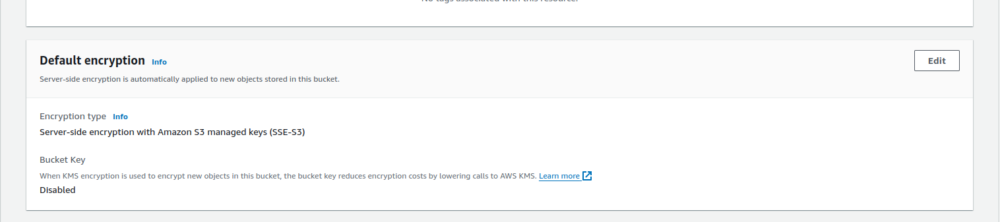 No tags associated with this resource.
Default encryption Info
Edit
Server-side encryption is automatically applied to new objects stored in this bucket.
Encryption type Info
Server-side encryption with Amazon S3 managed keys (SSE-S3)
Bucket Key
When KMS encryption is used to encrypt new objects in this bucket, the bucket key reduces encryption costs by lowering calls to AWS KMS. Learn more
Disabled